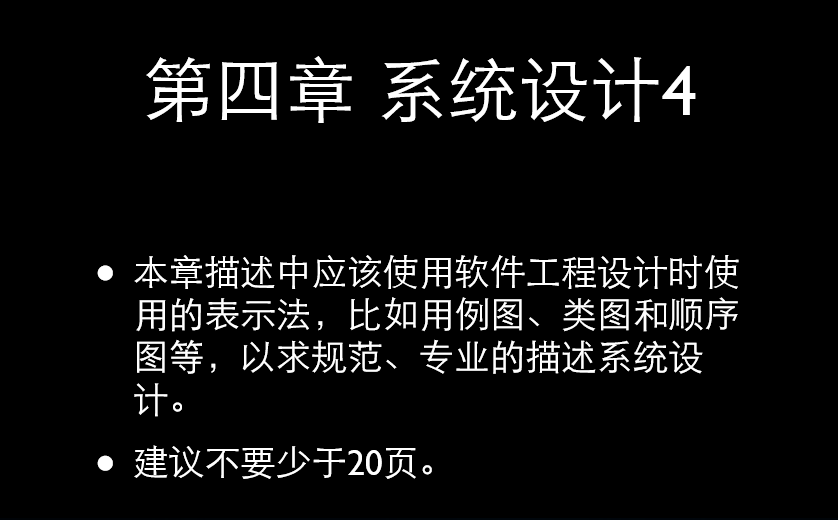 第四章 系统设计4
● 本章描述中应该使用软件工程设计时使
用的表示法，比如用例图、类图和顺序
图等，以求规范、专业的描述系统设
计。
● 建议不要少于20页。